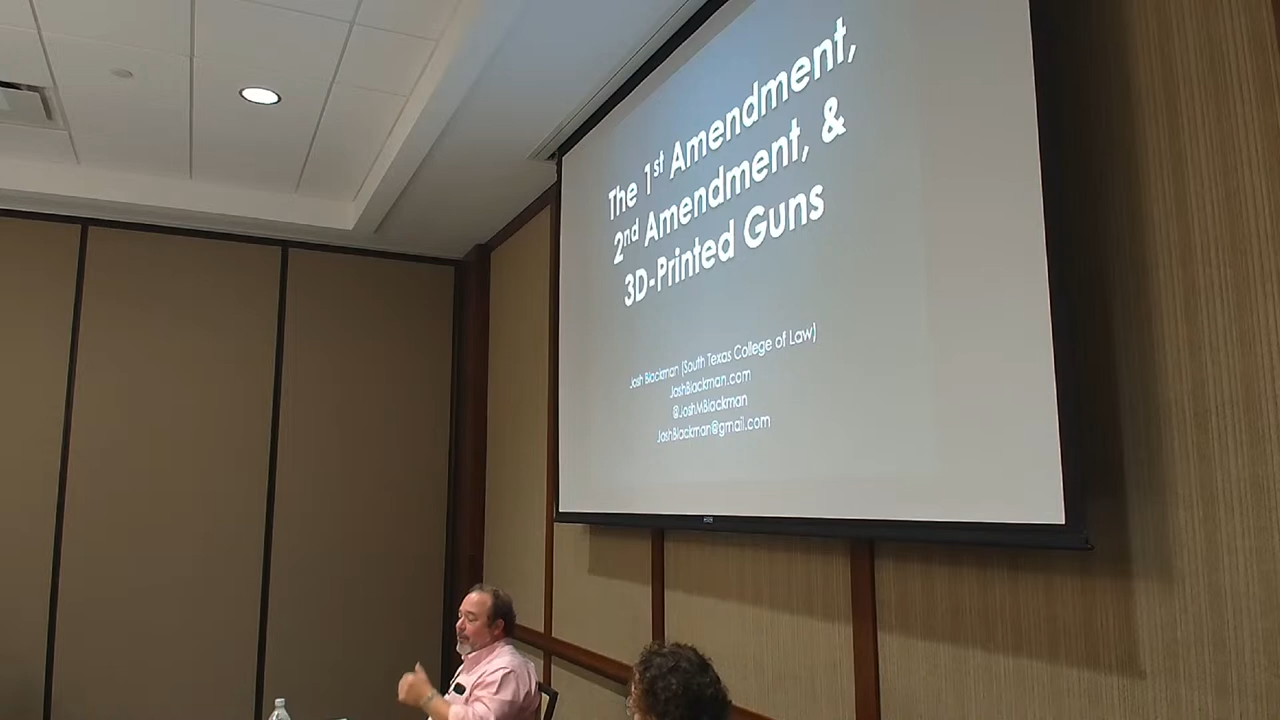 The 1st Amendment,
2nd Amendment, &
3D-Printed Guns
Josh Blackman (South Texas College of Law)
JoshBlackman.com
@JoshMBlackman
JoshBlackman@gmail.com